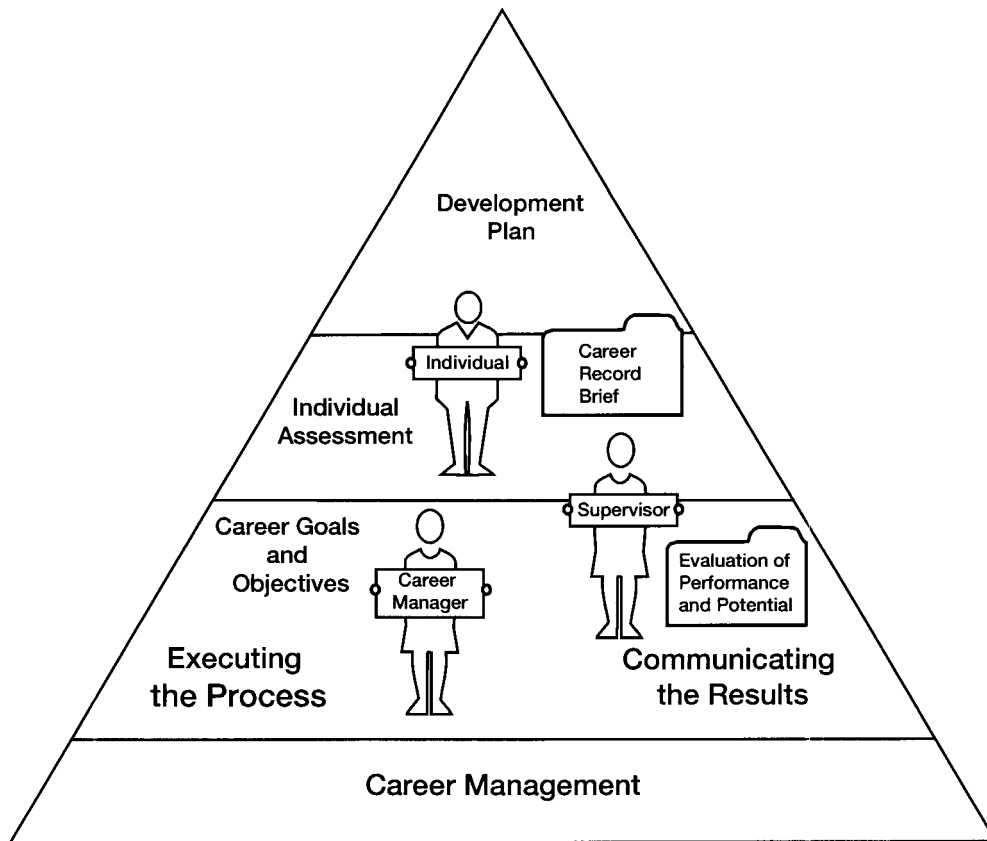 Development
Plan
Individual
Career
Record
Brief
Individual
Assessment
Supervisor
Career Goals
and
Objectives
Career
Manager
Evaluation of
Performance
and Potential
Executing
the Process
Communicating
the Results
Career Management